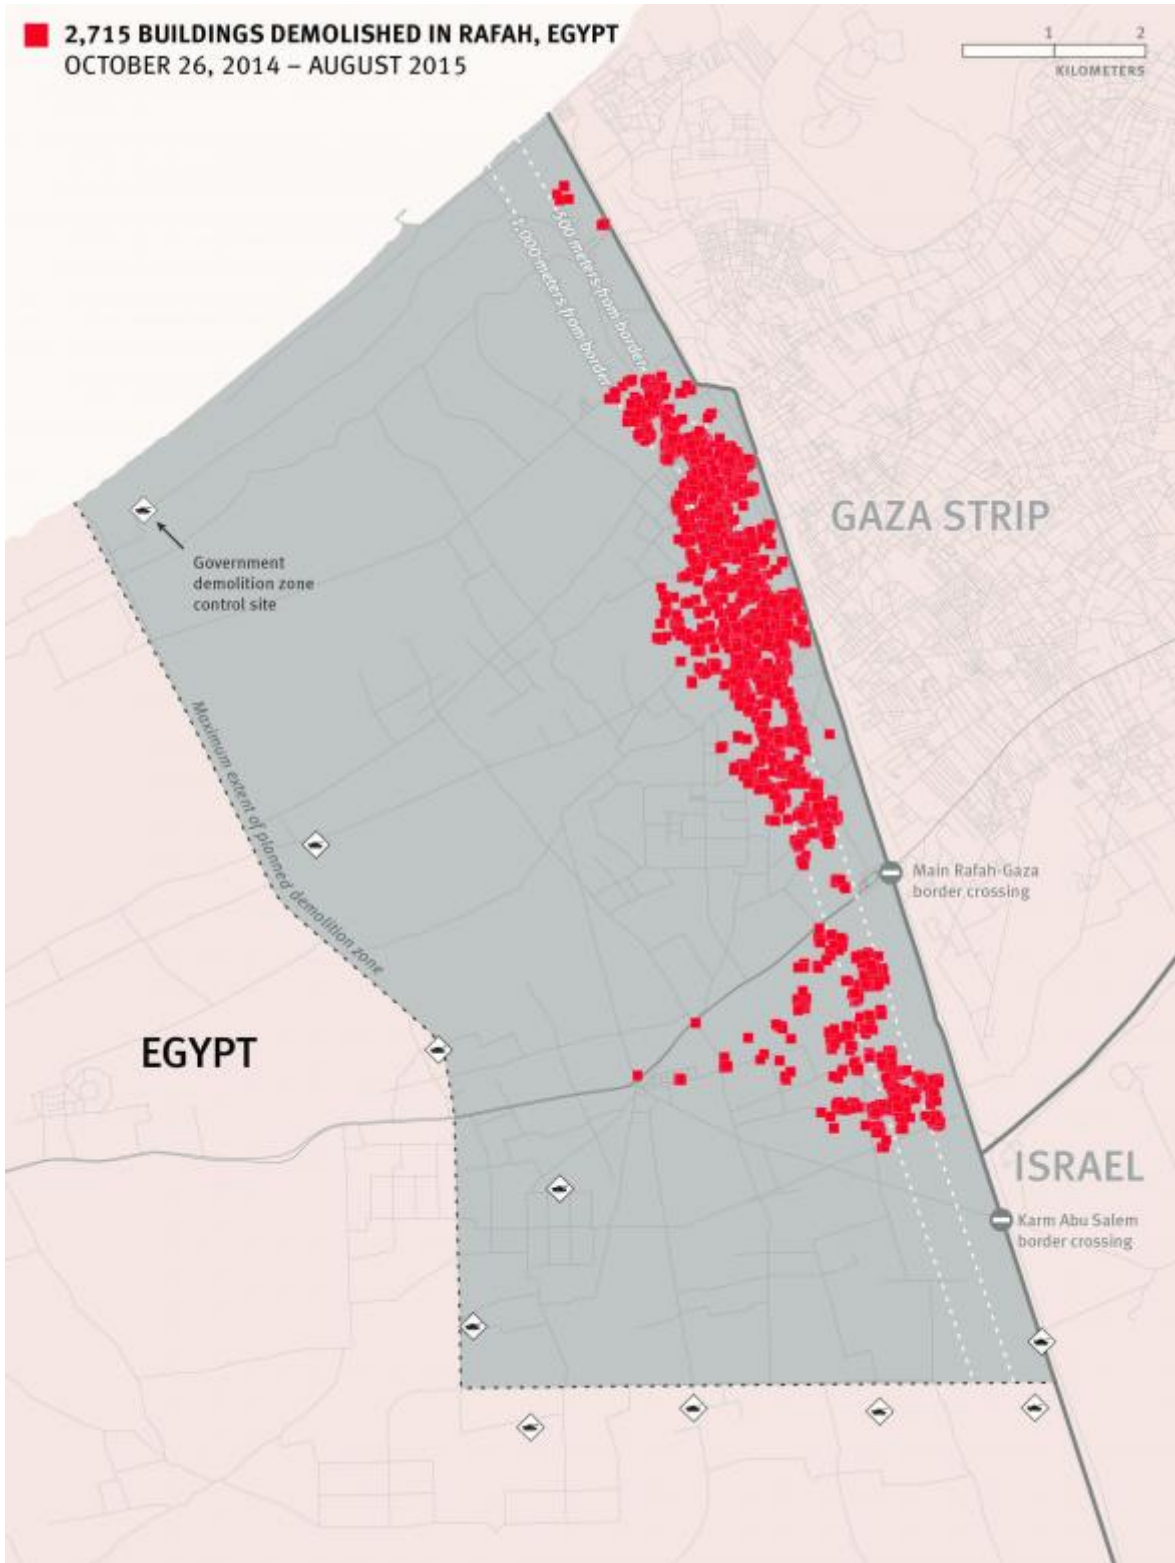 2,715 BUILDINGS DEMOLISHED IN RAFAH, EGYPT
OCTOBER 26, 2014 – AUGUST 2015
1 2
KILOMETERS
500 meters from border
1,000 meters from border
GAZA STRIP
Government
demolition zone
control site
Maximum extent of planned demolition zone
Main Rafah-Gaza
border crossing
EGYPT
ISRAEL
Karm Abu Salem
border crossing